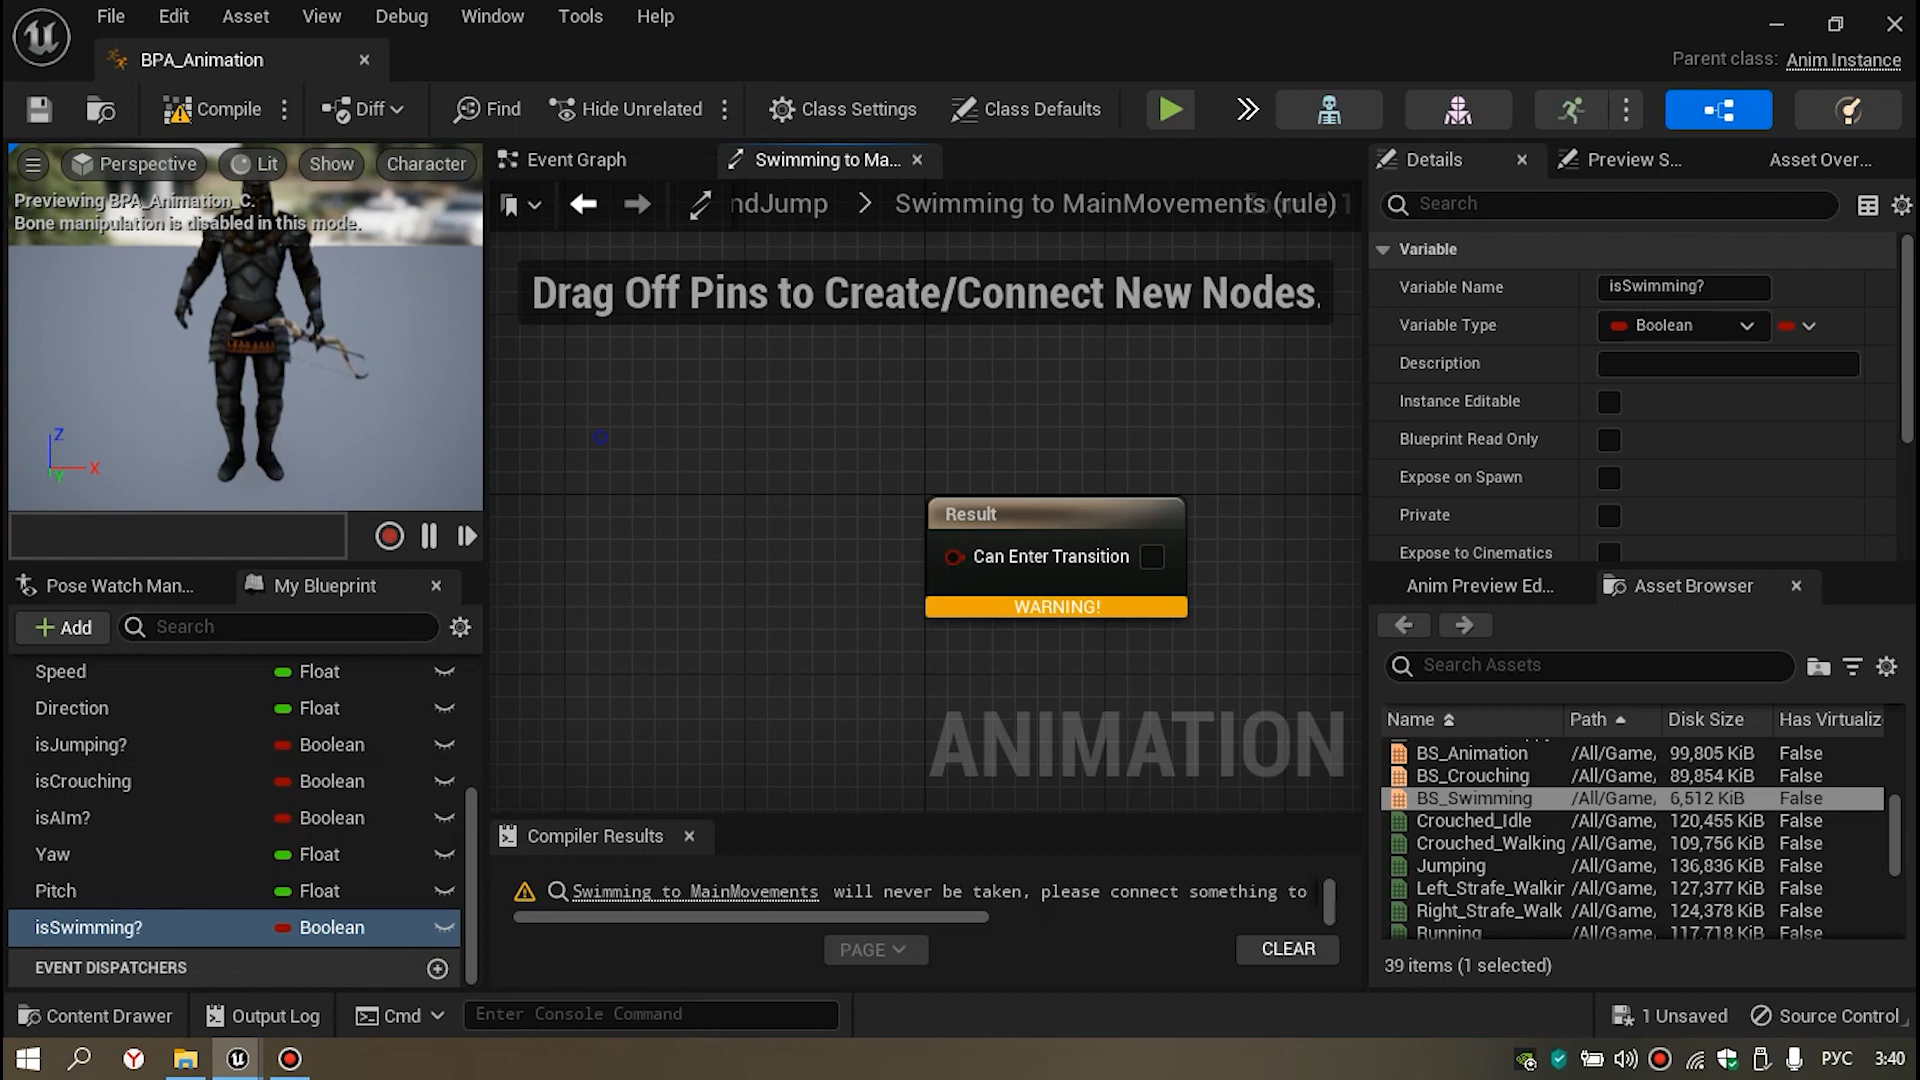 File Edit Asset View Debug Window Tools Help
BPA_Animation
Parent class: Anim Instance
Compile Diff Find Hide Unrelated Class Settings Class Defaults
Perspective Lit Show Character
Previewing BPA_Animation_C.
Bone manipulation is disabled in this mode.
Z
X
Y
Event Graph Swimming to Ma...
ndJump > Swimming to MainMovements (rule)
Drag Off Pins to Create/Connect New Nodes.
Result
Can Enter Transition
WARNING!
ANIMATION
Details Preview S... Asset Over...
Search
Variable
Variable Name isSwimming?
Variable Type Boolean
Description
Instance Editable
Blueprint Read Only
Expose on Spawn
Private
Expose to Cinematics
Pose Watch Man... My Blueprint
+ Add Search
Speed Float
Direction Float
isJumping? Boolean
isCrouching Boolean
isAIm? Boolean
Yaw Float
Pitch Float
isSwimming? Boolean
EVENT DISPATCHERS
Compiler Results
Swimming to MainMovements will never be taken, please connect something to
PAGE
CLEAR
Anim Preview Ed... Asset Browser
Search Assets
Name Path Disk Size Has Virtualiz
BS_Animation /All/Game, 99,805 KiB False
BS_Crouching /All/Game, 89,854 KiB False
BS_Swimming /All/Game, 6,512 KiB False
Crouched_Idle /All/Game, 120,455 KiB False
Crouched_Walking /All/Game, 109,756 KiB False
Jumping /All/Game, 136,836 KiB False
Left_Strafe_Walkir /All/Game, 127,377 KiB False
Right_Strafe_Walk /All/Game, 124,378 KiB False
Running /All/Game, 117,718 KiB False
39 items (1 selected)
Content Drawer Output Log Cmd Enter Console Command 1 Unsaved Source Control
РУС 3:40